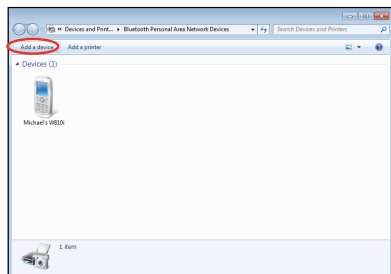 « Devices and Print... ▸ Bluetooth Personal Area Network Devices
Search Devices and Printers
Add a device
Add a printer
Devices (1)
Michael's W810i
1 item